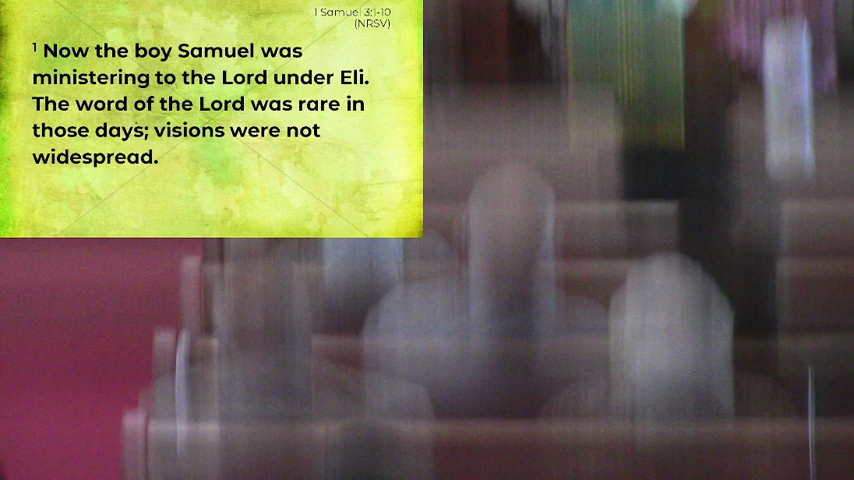 1 Samuel 3:1-10
(NRSV)
¹ Now the boy Samuel was
ministering to the Lord under Eli.
The word of the Lord was rare in
those days; visions were not
widespread.